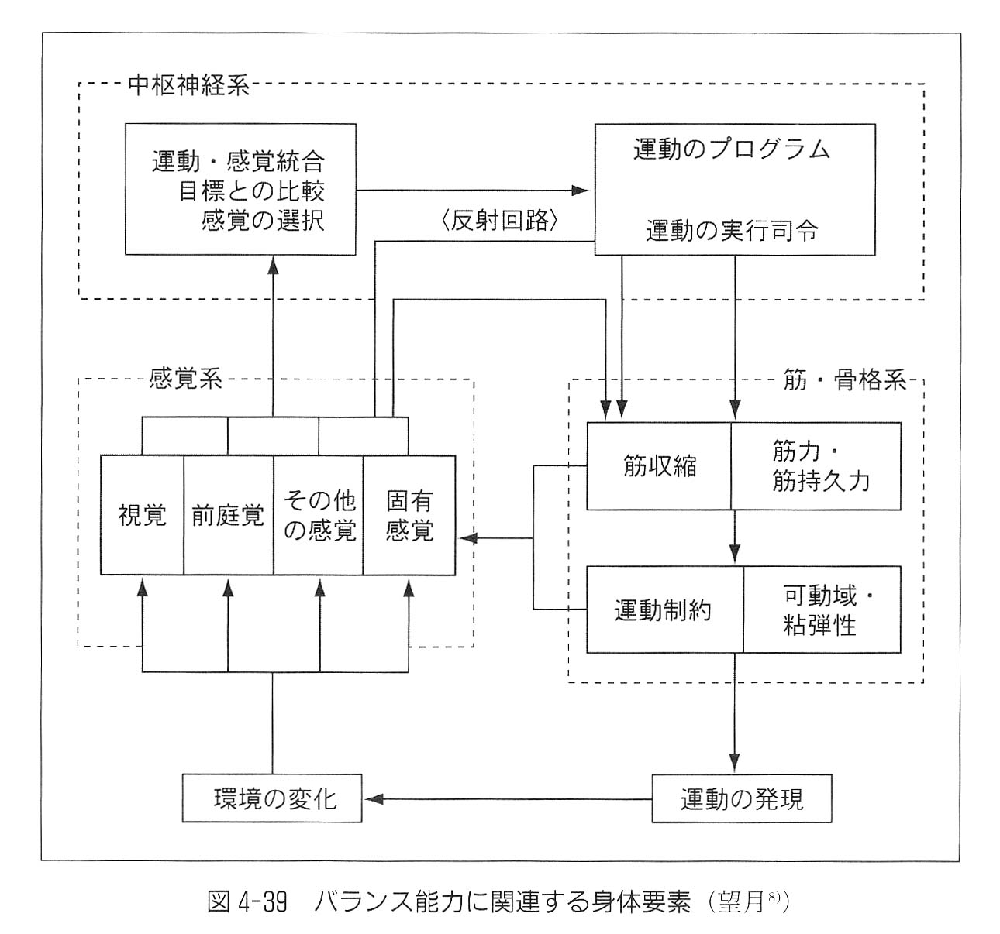 中枢神経系
運動・感覚統合
目標との比較
感覚の選択
運動のプログラム
運動の実行司令
〈反射回路〉
感覚系
視覚
前庭覚
その他
の感覚
固有
感覚
筋・骨格系
筋収縮
筋力・
筋持久力
運動制約
可動域・
粘弾性
環境の変化
運動の発現
図 4-39 バランス能力に関連する身体要素（望月8)）